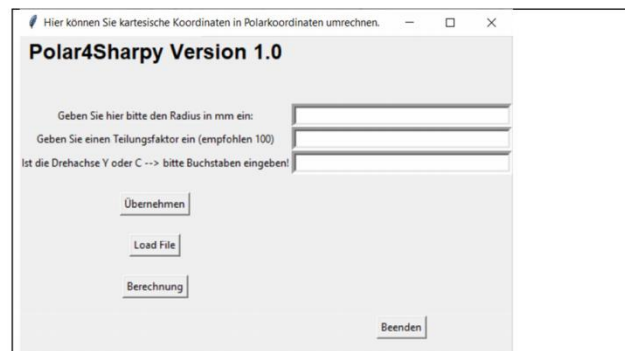 Hier können Sie kartesische Koordinaten in Polarkoordinaten umrechnen.
Polar4Sharpy Version 1.0
Geben Sie hier bitte den Radius in mm ein:
Geben Sie einen Teilungsfaktor ein (empfohlen 100)
Ist die Drehachse Y oder C --> bitte Buchstaben eingeben!
Übernehmen
Load File
Berechnung
Beenden